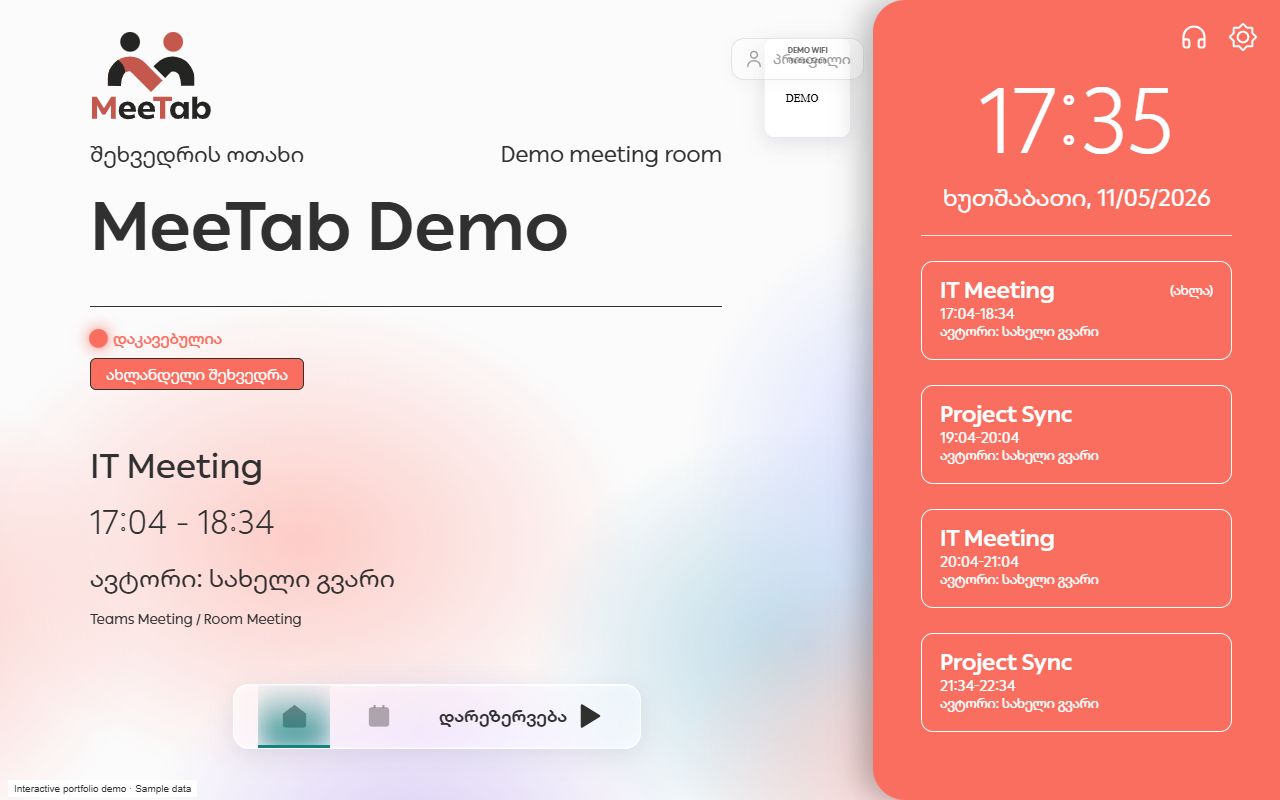 MeeTab
შეხვედრის ოთახი
Demo meeting room
MeeTab Demo
დაკავებულია
ახლანდელი შეხვედრა
IT Meeting
17:04 - 18:34
ავტორი: სახელი გვარი
Teams Meeting / Room Meeting
დარეზერვება
Interactive portfolio demo · Sample data
DEMO WIFI
პროფილი
DEMO
17:35
ხუთშაბათი, 11/05/2026
IT Meeting
(ახლა)
17:04-18:34
ავტორი: სახელი გვარი
Project Sync
19:04-20:04
ავტორი: სახელი გვარი
IT Meeting
20:04-21:04
ავტორი: სახელი გვარი
Project Sync
21:34-22:34
ავტორი: სახელი გვარი